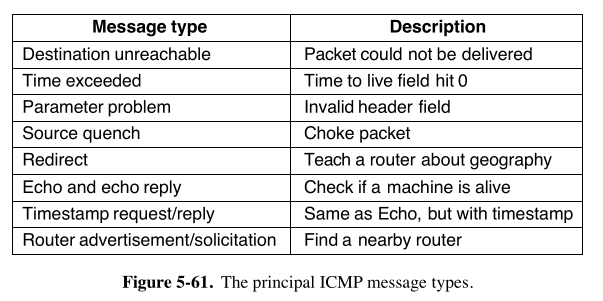 Message type Description
Destination unreachable Packet could not be delivered
Time exceeded Time to live field hit 0
Parameter problem Invalid header field
Source quench Choke packet
Redirect Teach a router about geography
Echo and echo reply Check if a machine is alive
Timestamp request/reply Same as Echo, but with timestamp
Router advertisement/solicitation Find a nearby router
Figure 5-61. The principal ICMP message types.